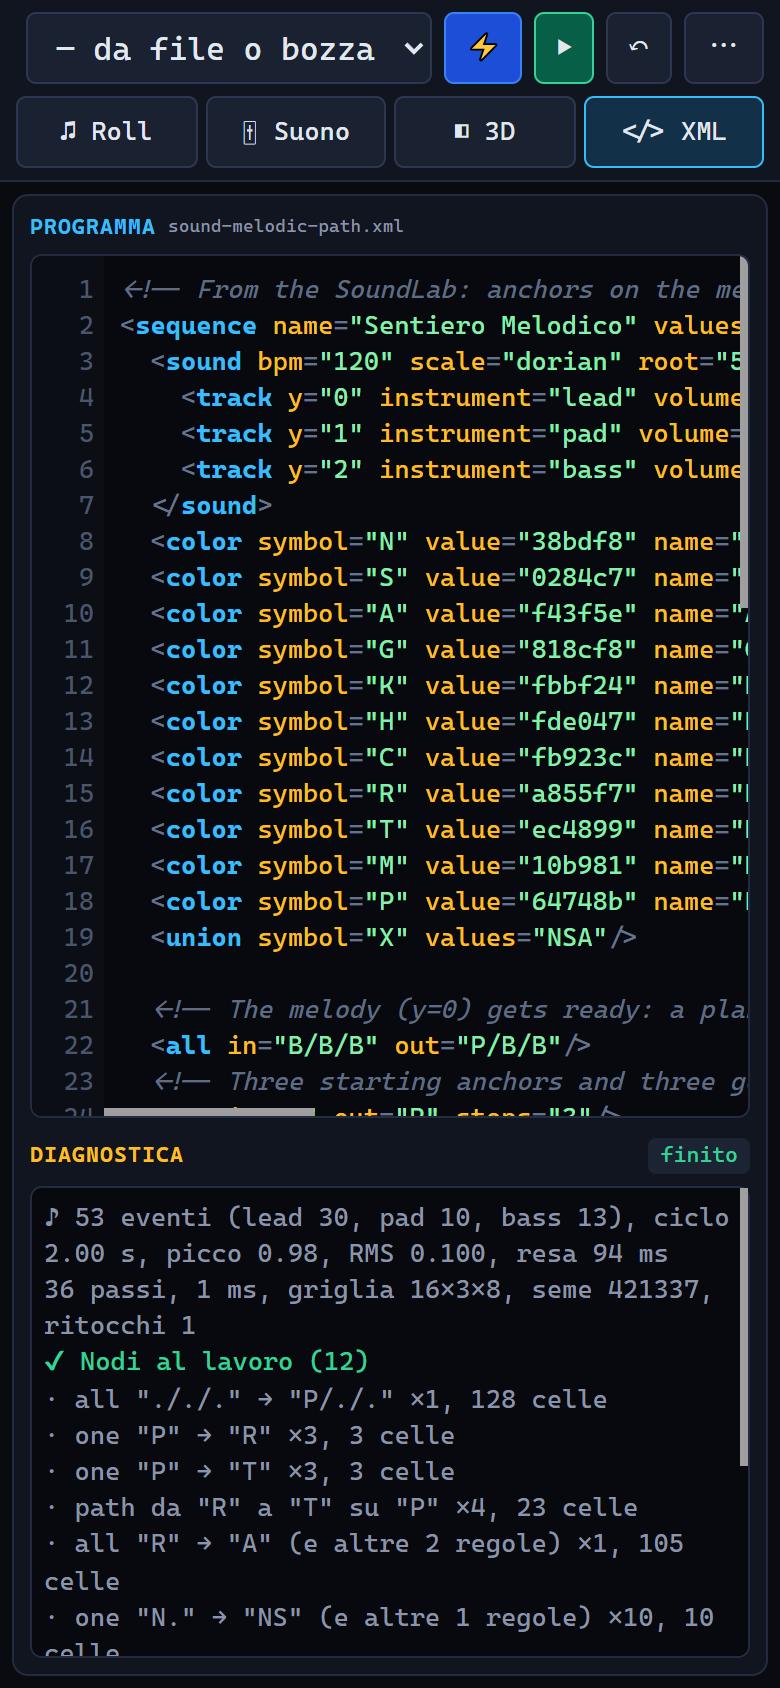 — da file o bozza
Roll
Suono
3D
</> XML
PROGRAMMA sound-melodic-path.xml
1 <!-- From the SoundLab: anchors on the me
2 <sequence name="Sentiero Melodico" values
3 <sound bpm="120" scale="dorian" root="5
4 <track y="0" instrument="lead" volume
5 <track y="1" instrument="pad" volume=
6 <track y="2" instrument="bass" volume
7 </sound>
8 <color symbol="N" value="38bdf8" name="
9 <color symbol="S" value="0284c7" name="
10 <color symbol="A" value="f43f5e" name="
11 <color symbol="G" value="818cf8" name="
12 <color symbol="K" value="fbbf24" name="
13 <color symbol="H" value="fde047" name="
14 <color symbol="C" value="fb923c" name="
15 <color symbol="R" value="a855f7" name="
16 <color symbol="T" value="ec4899" name="
17 <color symbol="M" value="10b981" name="
18 <color symbol="P" value="64748b" name="
19 <union symbol="X" values="NSA"/>
20
21 <!-- The melody (y=0) gets ready: a pla
22 <all in="B/B/B" out="P/B/B"/>
23 <!-- Three starting anchors and three g
24 out="R" steps="3"/>
DIAGNOSTICA
finito
♪ 53 eventi (lead 30, pad 10, bass 13), ciclo
2.00 s, picco 0.98, RMS 0.100, resa 94 ms
36 passi, 1 ms, griglia 16×3×8, seme 421337,
ritocchi 1
✓ Nodi al lavoro (12)
· all "././." → "P/./." ×1, 128 celle
· one "P" → "R" ×3, 3 celle
· one "P" → "T" ×3, 3 celle
· path da "R" a "T" su "P" ×4, 23 celle
· all "R" → "A" (e altre 2 regole) ×1, 105
celle
· one "N." → "NS" (e altre 1 regole) ×10, 10
celle